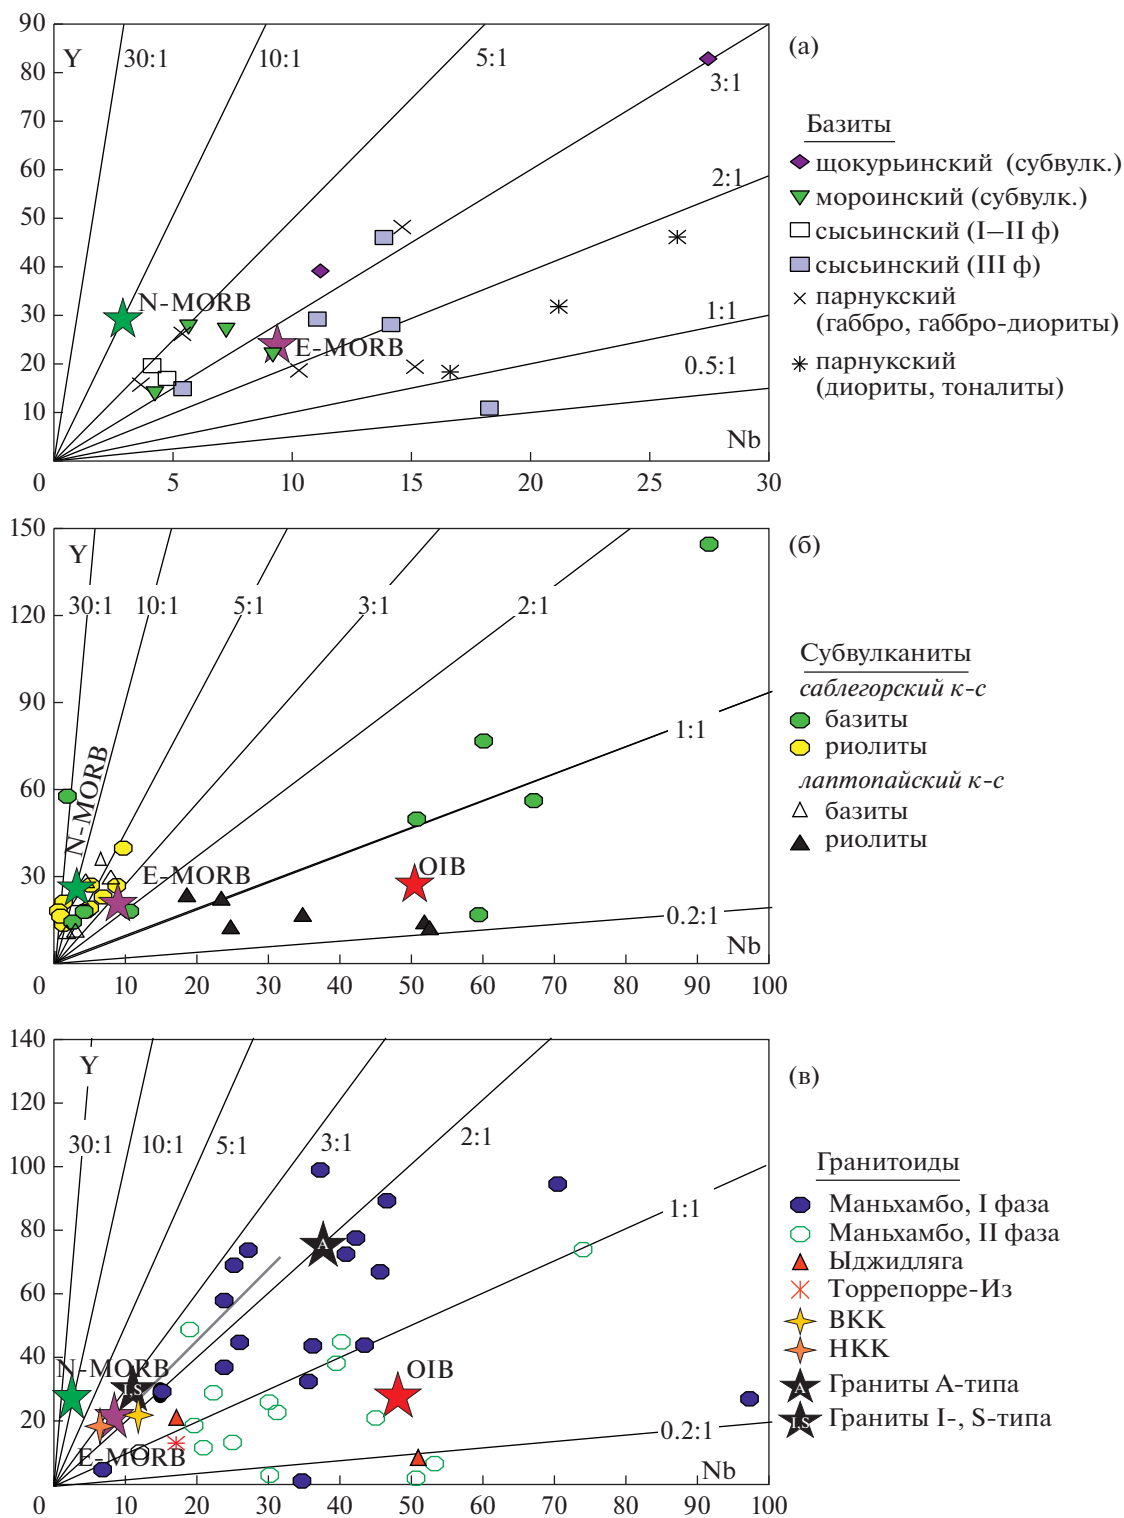 90
80
70
60
50
40
30
20
10
0
5
10
15
20
25
30
Y
Nb
30:1
10:1
5:1
3:1
2:1
1:1
0.5:1
N-MORB
E-MORB
(а)
Базиты
щокурьинский (субвулк.)
мороинский (субвулк.)
сысьинский (I–II ф)
сысьинский (III ф)
парнукский
(габбро, габбро-диориты)
парнукский
(диориты, тоналиты)
150
120
90
60
30
0
10
20
30
40
50
60
70
80
90
100
Y
Nb
30:1
10:1
5:1
3:1
2:1
1:1
0.2:1
N-MORB
E-MORB
OIB
(б)
Субвулканиты
саблегорский к-с
базиты
риолиты
лаптопайский к-с
базиты
риолиты
140
120
100
80
60
40
20
0
10
20
30
40
50
60
70
80
90
100
Y
Nb
30:1
10:1
5:1
3:1
2:1
1:1
0.2:1
N-MORB
E-MORB
OIB
A
I.S
(в)
Гранитоиды
Маньхамбо, I фаза
Маньхамбо, II фаза
Ыджидляга
Торрепорре-Из
ВКК
НКК
A Граниты А-типа
I.S Граниты I-, S-типа